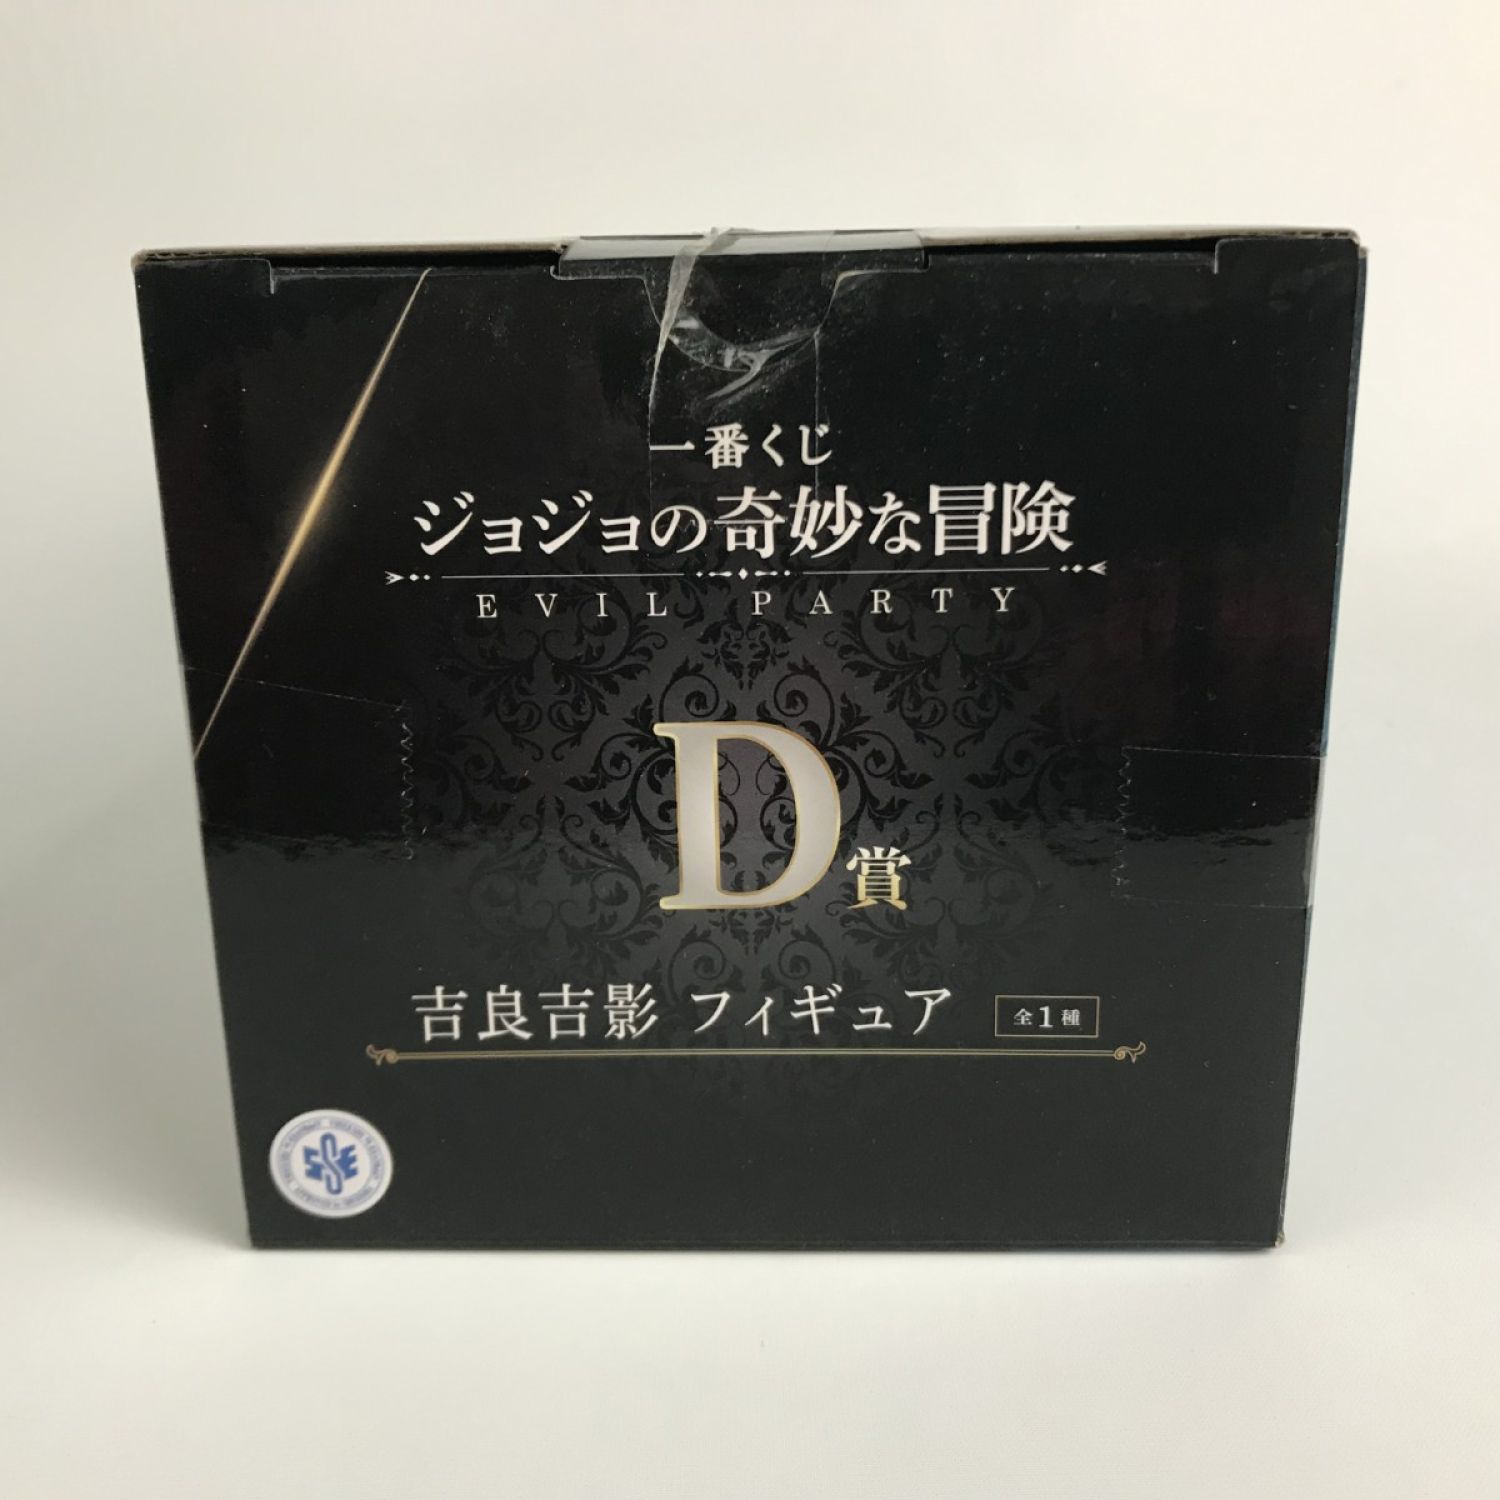 一番くじ
ジョジョの奇妙な冒険
EVIL PARTY
D賞
吉良吉影 フィギュア 全1種